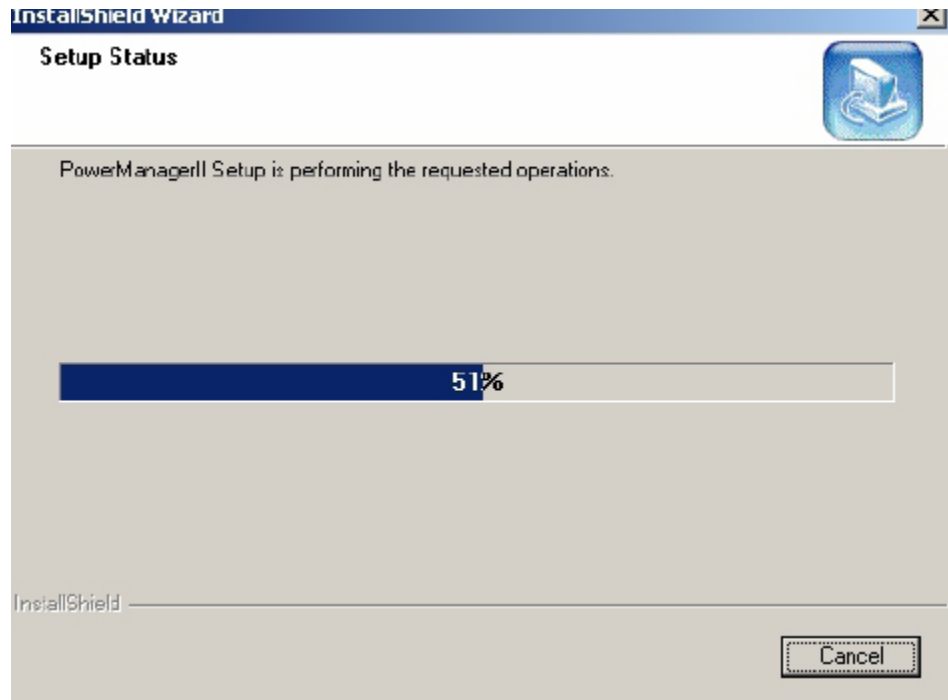 InstallShield Wizard
Setup Status
PowerManagerII Setup is performing the requested operations.
51%
InstallShield
Cancel